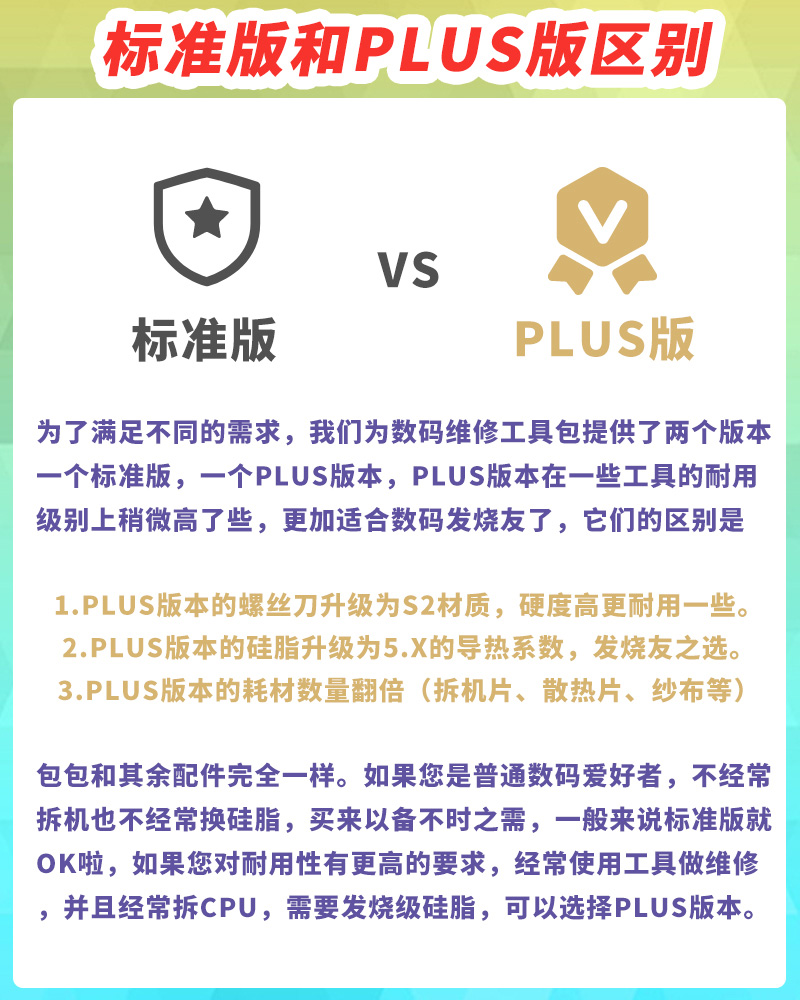 标准版和PLUS版区别
VS
标准版
PLUS版
为了满足不同的需求，我们为数码维修工具包提供了两个版本
一个标准版，一个PLUS版本，PLUS版本在一些工具的耐用
级别上稍微高了些，更加适合数码发烧友了，它们的区别是
1.PLUS版本的螺丝刀升级为S2材质，硬度高更耐用一些。
2.PLUS版本的硅脂升级为5.X的导热系数，发烧友之选。
3.PLUS版本的耗材数量翻倍（拆机片、散热片、纱布等）
包包和其余配件完全一样。如果您是普通数码爱好者，不经常
拆机也不经常换硅脂，买来以备不时之需，一般来说标准版就
OK啦，如果您对耐用性有更高的要求，经常使用工具做维修
，并且经常拆CPU，需要发烧级硅脂，可以选择PLUS版本。